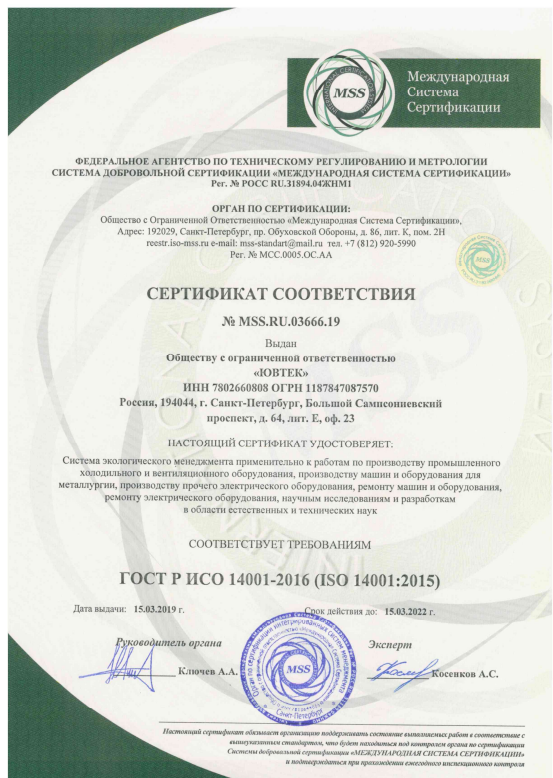 MSS
Международная
Система
Сертификации
ФЕДЕРАЛЬНОЕ АГЕНТСТВО ПО ТЕХНИЧЕСКОМУ РЕГУЛИРОВАНИЮ И МЕТРОЛОГИИ
СИСТЕМА ДОБРОВОЛЬНОЙ СЕРТИФИКАЦИИ «МЕЖДУНАРОДНАЯ СИСТЕМА СЕРТИФИКАЦИИ»
Рег. № РОСС RU.31894.04ЖНМ1
ОРГАН ПО СЕРТИФИКАЦИИ:
Общество с Ограниченной Ответственностью «Международная Система Сертификации»,
Адрес: 192029, Санкт-Петербург, пр. Обуховской Обороны, д. 86, лит. К, пом. 2Н
reestr.iso-mss.ru e-mail: mss-standart@mail.ru тел. +7 (812) 920-5990
Рег. № МСС.0005.ОС.АА
СЕРТИФИКАТ СООТВЕТСТВИЯ
№ MSS.RU.03666.19
Выдан
Обществу с ограниченной ответственностью
«ЮВТЕК»
ИНН 7802660808 ОГРН 1187847087570
Россия, 194044, г. Санкт-Петербург, Большой Сампсониевский
проспект, д. 64, лит. Е, оф. 23
НАСТОЯЩИЙ СЕРТИФИКАТ УДОСТОВЕРЯЕТ:
Система экологического менеджмента применительно к работам по производству промышленного
холодильного и вентиляционного оборудования, производству машин и оборудования для
металлургии, производству прочего электрического оборудования, ремонту машин и оборудования,
ремонту электрического оборудования, научным исследованиям и разработкам
в области естественных и технических наук
СООТВЕТСТВУЕТ ТРЕБОВАНИЯМ
ГОСТ Р ИСО 14001-2016 (ISO 14001:2015)
Дата выдачи: 15.03.2019 г. Срок действия до: 15.03.2022 г.
Руководитель органа Эксперт
Ключев А.А. MSS Косенков А.С.
Санкт-Петербург
Настоящий сертификат обязывает организацию поддерживать состояние выполняемых работ в соответствие с
вышеуказанным стандартом, что будет находиться под контролем органа по сертификации
Системы добровольной сертификации «МЕЖДУНАРОДНАЯ СИСТЕМА СЕРТИФИКАЦИИ»
и подтверждаться при прохождении ежегодного инспекционного контроля